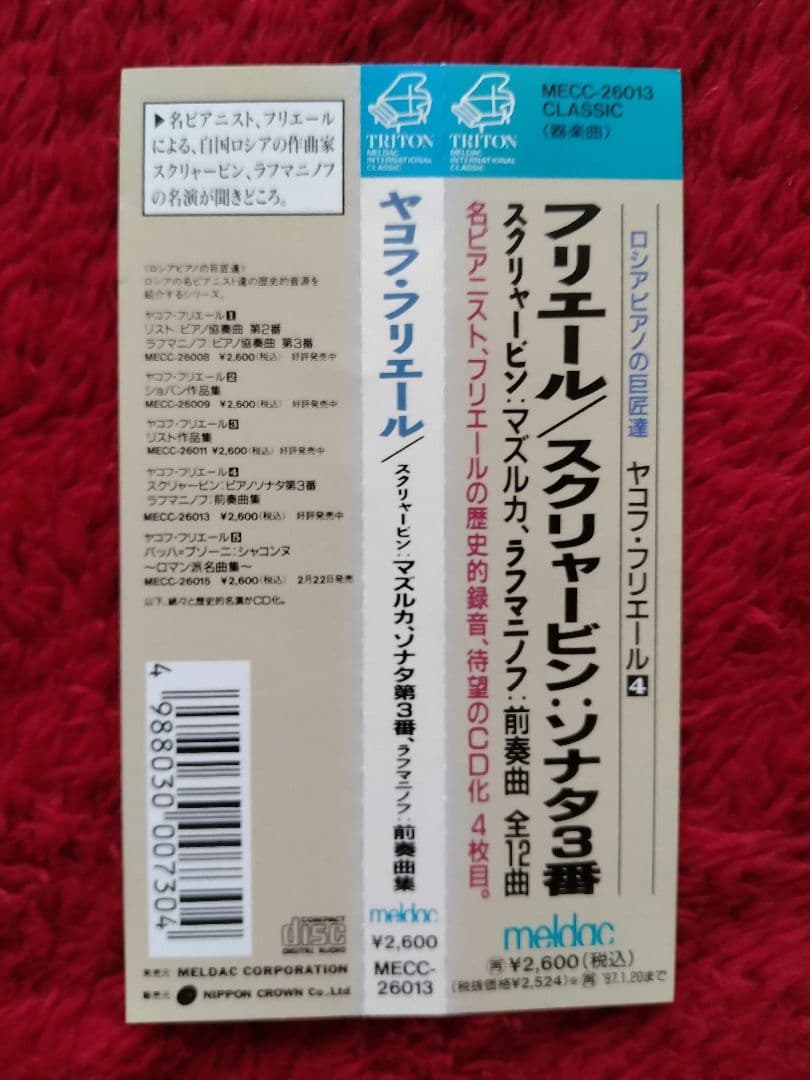 ▶名ピアニスト、フリエール
による、自国ロシアの作曲家
スクリャービン、ラフマニノフ
の名演が聞きどころ。
〈ロシアピアノの巨匠達〉
ロシアの名ピアニスト達の歴史的音源を
紹介するシリーズ。
ヤコフ・フリエール1
リスト:ピアノ協奏曲 第2番
ラフマニノフ:ピアノ協奏曲 第3番
MECC-26008 ¥2,600(税込) 好評発売中
ヤコフ・フリエール2
ショパン作品集
MECC-26009 ¥2,600(税込) 好評発売中
ヤコフ・フリエール3
リスト作品集
MECC-26011 ¥2,600(税込) 好評発売中
ヤコフ・フリエール4
スクリャービン:ピアノソナタ第3番
ラフマニノフ:前奏曲集
MECC-26013 ¥2,600(税込) 好評発売中
ヤコフ・フリエール5
バッハ=ブゾーニ:シャコンヌ
〜ロマン派名曲集〜
MECC-26015 ¥2,600(税込) 2月22日発売
以下、続々と歴史的名演がCD化。
4 988030 007304
COMPACT
disc
DIGITAL AUDIO
発売元 MELDAC CORPORATION
販売元 NIPPON CROWN Co., Ltd.
TRITON
MELDAC
INTERNATIONAL
CLASSIC
ヤコフ・フリエール/スクリャービン:マズルカ、ソナタ第3番、ラフマニノフ:前奏曲集
meldac
¥2,600
MECC-
26013
TRITON
MELDAC
INTERNATIONAL
CLASSIC
MECC-26013
CLASSIC
〈器楽曲〉
ロシアピアノの巨匠達 ヤコフ・フリエール4
フリエール/スクリャービン:ソナタ3番
スクリャービン:マズルカ、ラフマニノフ:前奏曲 全12曲
名ピアニスト、フリエールの歴史的録音、待望のCD化 4枚目。
meldac
再¥2,600(税込)
(税抜価格¥2,524)※再'97.1.20まで